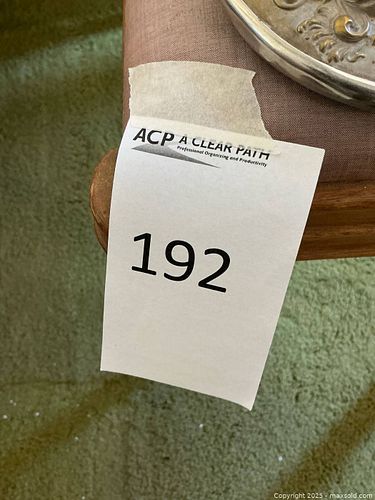 ACP A CLEAR PATH
Professional Organizing and Productivity
192
Copyright 2025 - maxsold.com